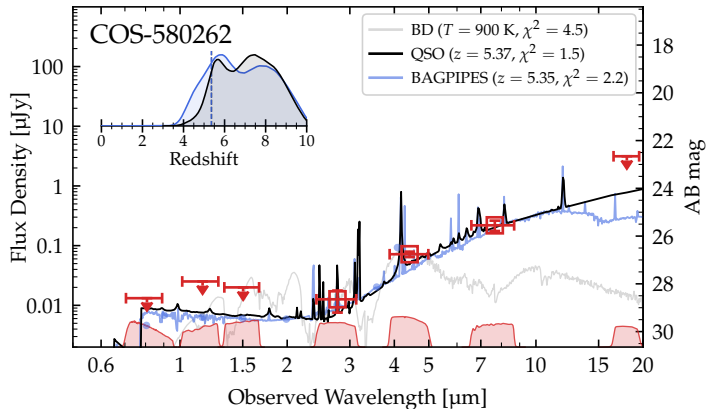 COS-580262
BD (T = 900 K, χ² = 4.5)
QSO (z = 5.37, χ² = 1.5)
BAGPIPES (z = 5.35, χ² = 2.2)
0 2 4 6 8 10
Redshift
100
10
1
0.1
0.01
Flux Density [µJy]
18
20
22
24
26
28
30
AB mag
0.6 1 1.5 2 3 4 5 7 10 15 20
Observed Wavelength [µm]